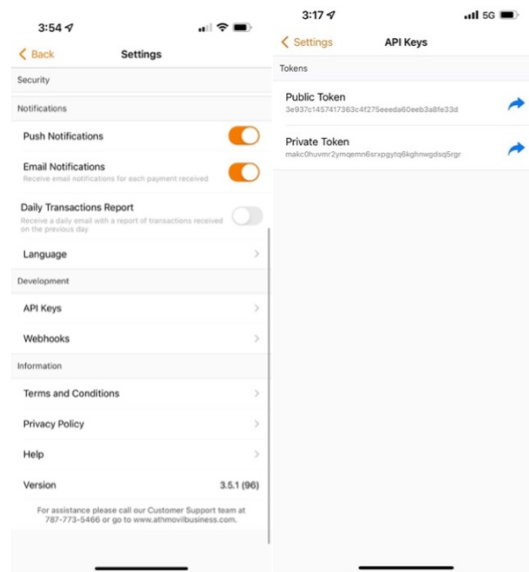 3:54
Back
Settings
Security
Notifications
Push Notifications
Email Notifications
Receive email notifications for each payment received
Daily Transactions Report
Receive a daily email with a report of transactions received
on the previous day
Language
Development
API Keys
Webhooks
Information
Terms and Conditions
Privacy Policy
Help
Version 3.5.1 (96)
For assistance please call our Customer Support team at
787-773-5466 or go to www.athmovilbusiness.com.
3:17
5G
Settings
API Keys
Tokens
Public Token
3e937c1457417363c4f275eeeda60eeb3a8fe33d
Private Token
makc0huvmr2ymqemn6srxpgytq6kghmwgdsq5rgr